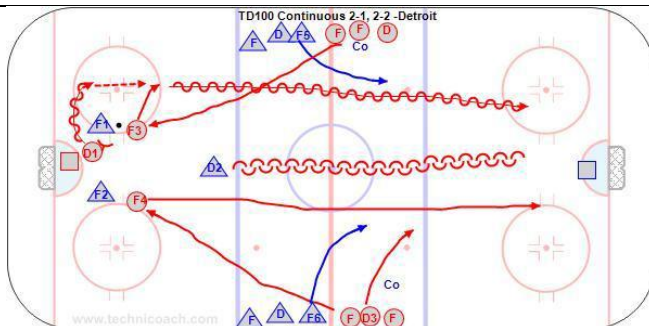 TD100 Continuous 2-1, 2-2 -Detroit
F D F5 F F D
Co
F1 F3
D1
D2
F2 F4
Co
F D F6 F D3 F
www.technicoach.com